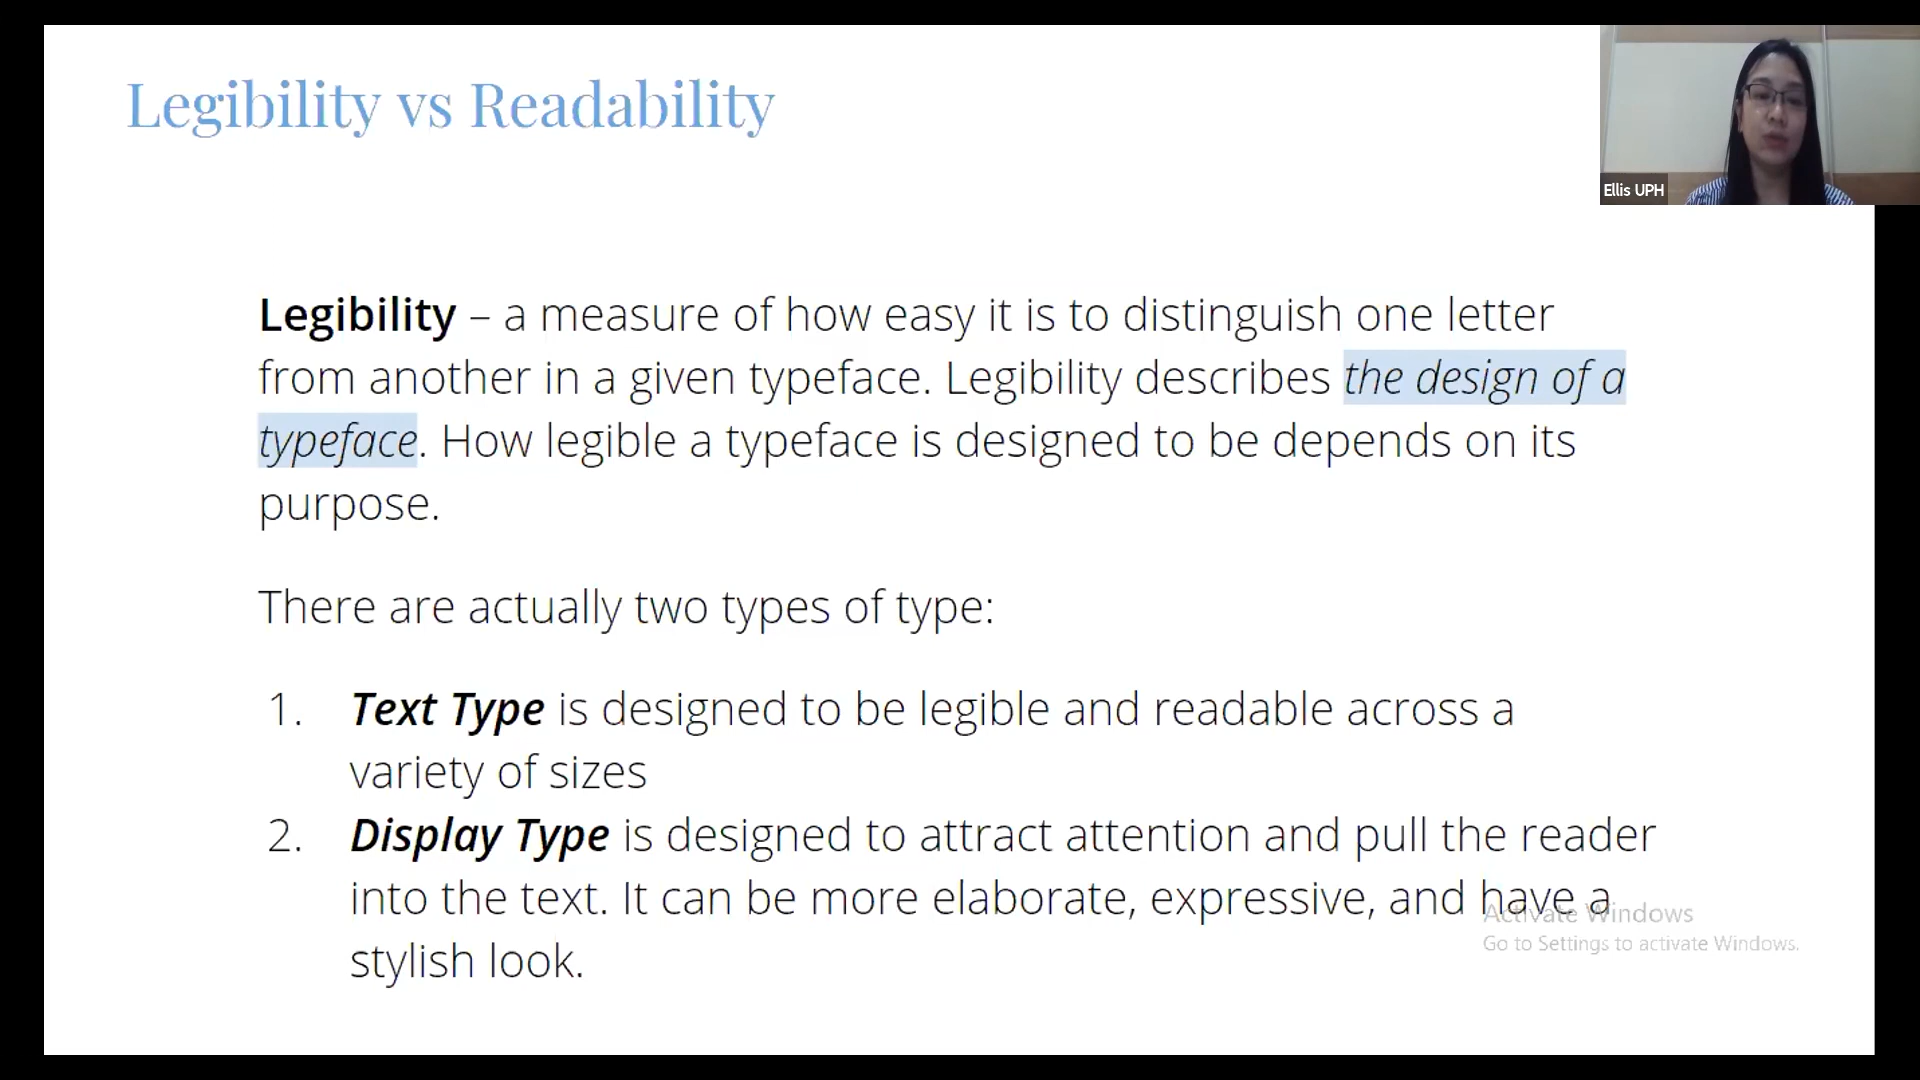 Legibility vs Readability
Ellis UPH
Legibility – a measure of how easy it is to distinguish one letter
from another in a given typeface. Legibility describes the design of a
typeface. How legible a typeface is designed to be depends on its
purpose.
There are actually two types of type:
1. Text Type is designed to be legible and readable across a
variety of sizes
2. Display Type is designed to attract attention and pull the reader
into the text. It can be more elaborate, expressive, and have a
stylish look.
Activate Windows
Go to Settings to activate Windows.